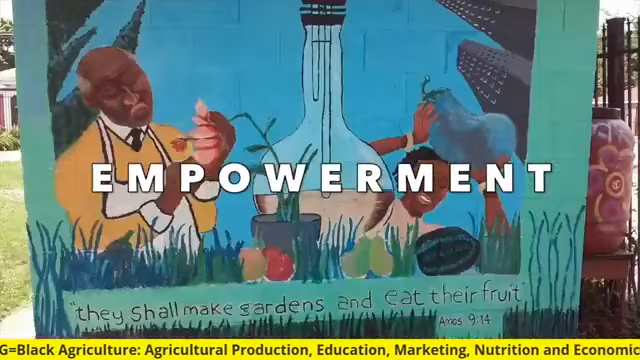 EMPOWERMENT
"they shall make gardens and eat their fruit"
Amos 9:14
G=Black Agriculture: Agricultural Production, Education, Marketing, Nutrition and Economic